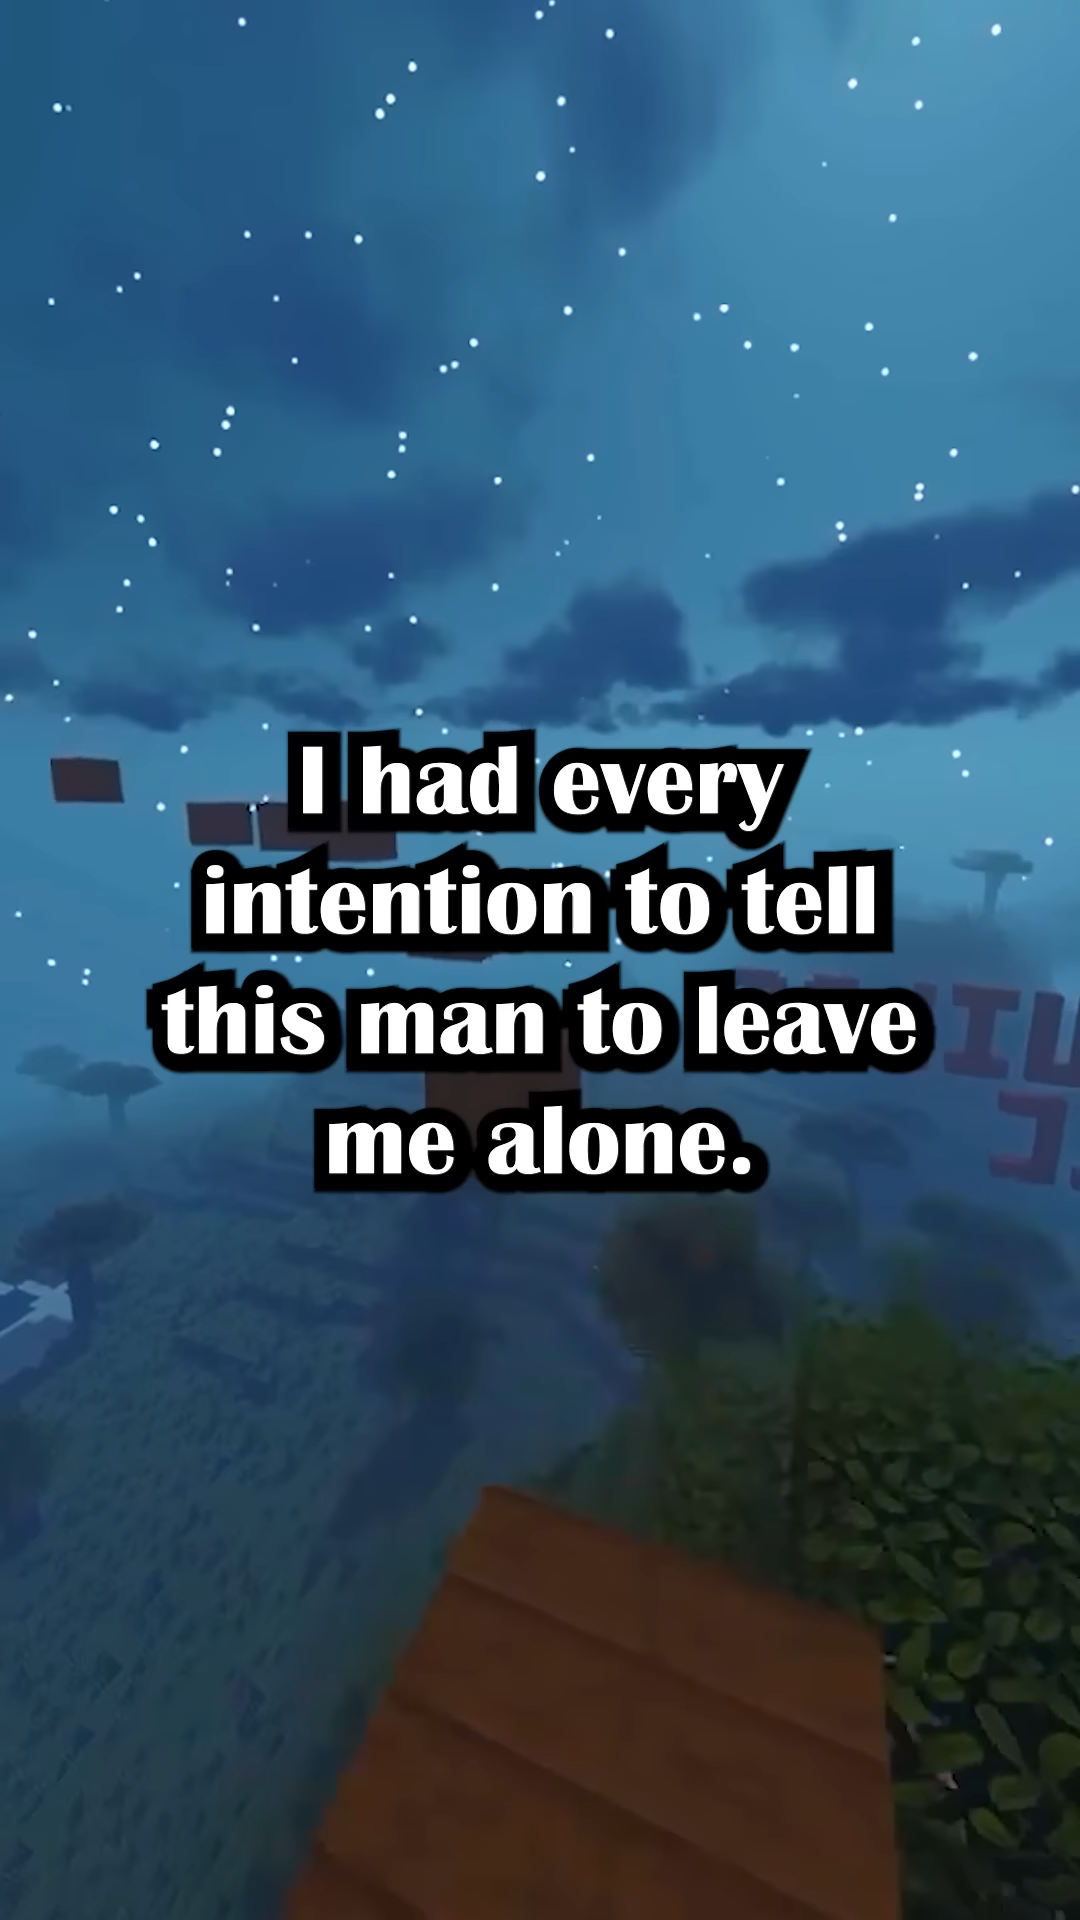 I had every
intention to tell
this man to leave
me alone.